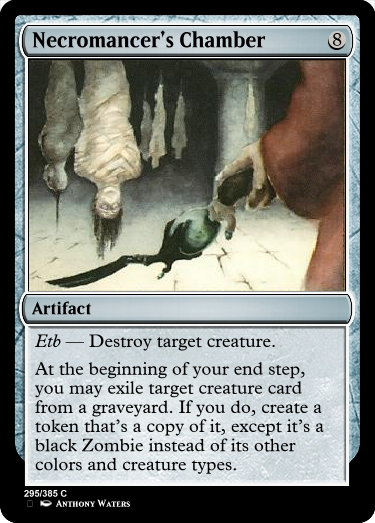 Necromancer's Chamber 8
Artifact
Etb — Destroy target creature.
At the beginning of your end step,
you may exile target creature card
from a graveyard. If you do, create a
token that's a copy of it, except it's a
black Zombie instead of its other
colors and creature types.
295/385 C
Anthony Waters